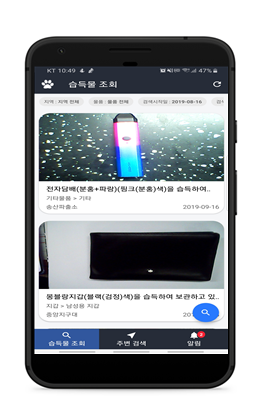 KT 10:49 47%
습득물 조회
지역 : 지역 전체 물품 : 물품 전체 검색시작일 : 2019-08-16
전자담배(분홍+파랑)(핑크(분홍)색)을 습득하여..
기타물품 > 기타
송산파출소 2019-09-16
몽블랑지갑(블랙(검정)색)을 습득하여 보관하고 있..
지갑 > 남성용 지갑
중앙지구대
습득물 조회 주변 검색 알림